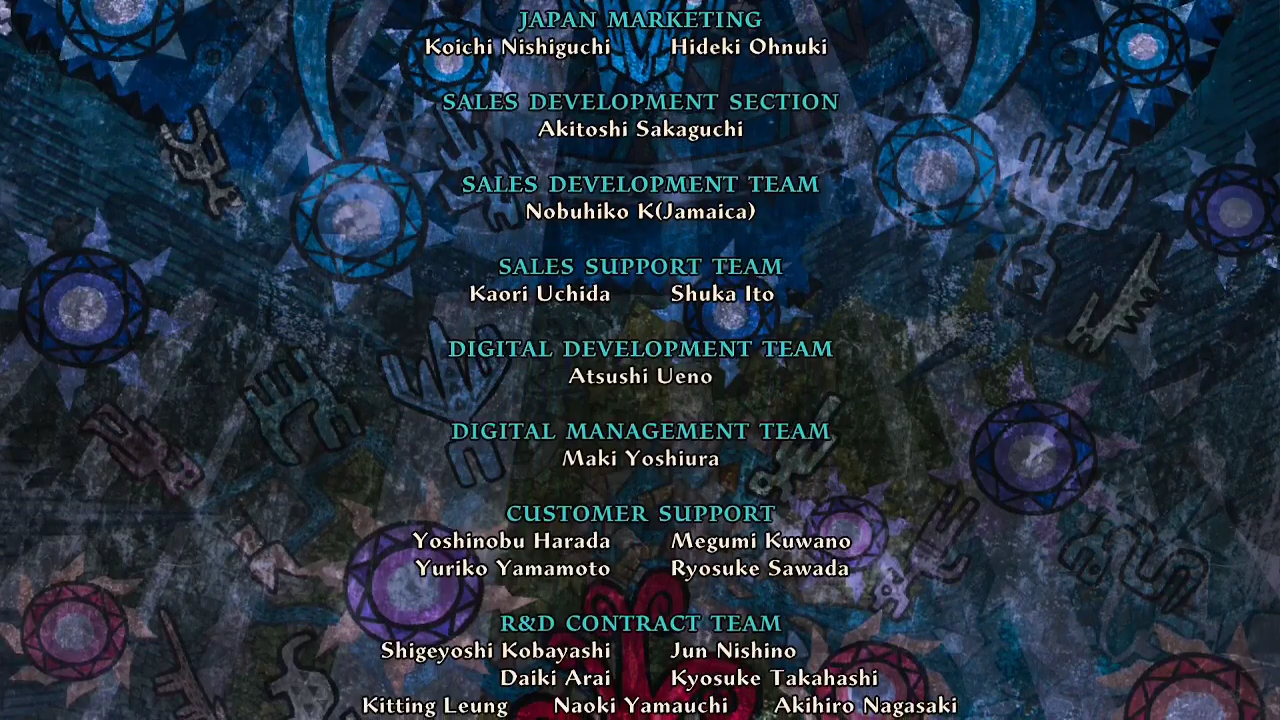 JAPAN MARKETING
Koichi Nishiguchi Hideki Ohnuki
SALES DEVELOPMENT SECTION
Akitoshi Sakaguchi
SALES DEVELOPMENT TEAM
Nobuhiko K(Jamaica)
SALES SUPPORT TEAM
Kaori Uchida Shuka Ito
DIGITAL DEVELOPMENT TEAM
Atsushi Ueno
DIGITAL MANAGEMENT TEAM
Maki Yoshiura
CUSTOMER SUPPORT
Yoshinobu Harada Megumi Kuwano
Yuriko Yamamoto Ryosuke Sawada
R&D CONTRACT TEAM
Shigeyoshi Kobayashi Jun Nishino
Daiki Arai Kyosuke Takahashi
Kitting Leung Naoki Yamauchi Akihiro Nagasaki